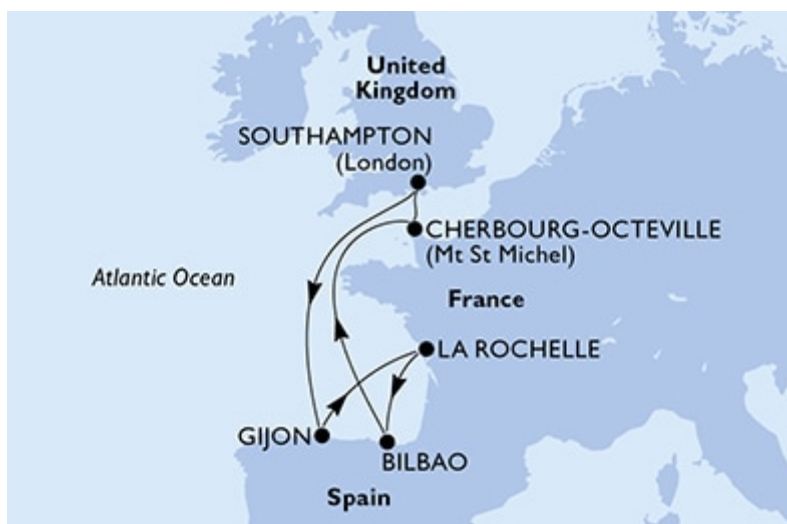 United
Kingdom
SOUTHAMPTON
(London)
CHERBOURG-OCTEVILLE
(Mt St Michel)
Atlantic Ocean
France
LA ROCHELLE
GIJON
BILBAO
Spain